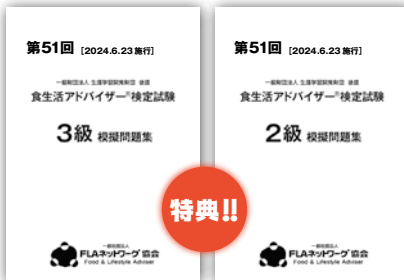 第51回 [2024.6.23施行]
一般財団法人 生涯学習開発財団 後援
食生活アドバイザー®検定試験
3級 模擬問題集
一般社団法人
FLAネットワーク®協会
Food & Lifestyle Adviser
第51回 [2024.6.23施行]
一般財団法人 生涯学習開発財団 後援
食生活アドバイザー®検定試験
2級 模擬問題集
一般社団法人
FLAネットワーク®協会
Food & Lifestyle Adviser
特典!!